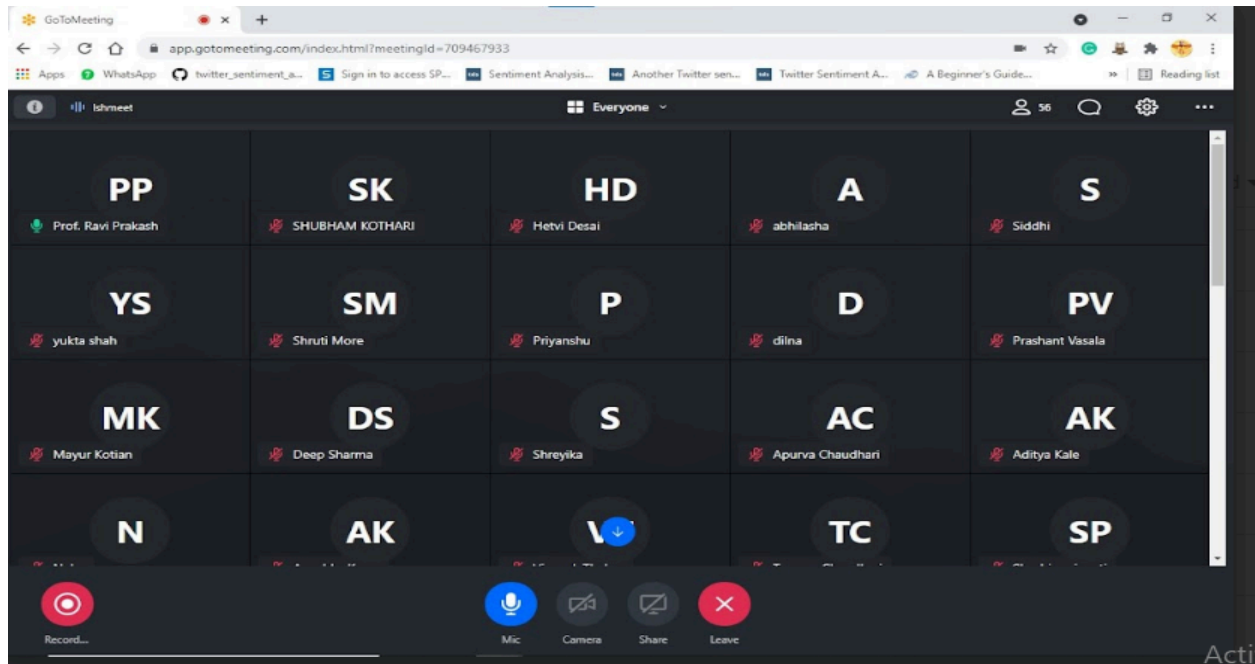 GoToMeeting
app.gotomeeting.com/index.html?meetingId=709467933
Apps WhatsApp twitter_sentiment_a... Sign in to access SP... Sentiment Analysis... Another Twitter sen... Twitter Sentiment A... A Beginner's Guide... » Reading list
Ishmeet Everyone 56
PP SK HD A S
Prof. Ravi Prakash SHUBHAM KOTHARI Hetvi Desai abhilasha Siddhi
YS SM P D PV
yukta shah Shruti More Priyanshu dilna Prashant Vasala
MK DS S AC AK
Mayur Kotian Deep Sharma Shreyika Apurva Chaudhari Aditya Kale
N AK TC SP
Record... Mic Camera Share Leave
Acti